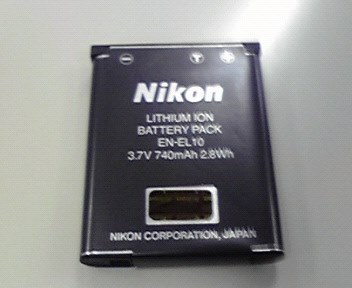 Nikon
LITHIUM ION
BATTERY PACK
EN-EL10
3.7V 740mAh 2.8Wh
NIKON CORPORATION, JAPAN